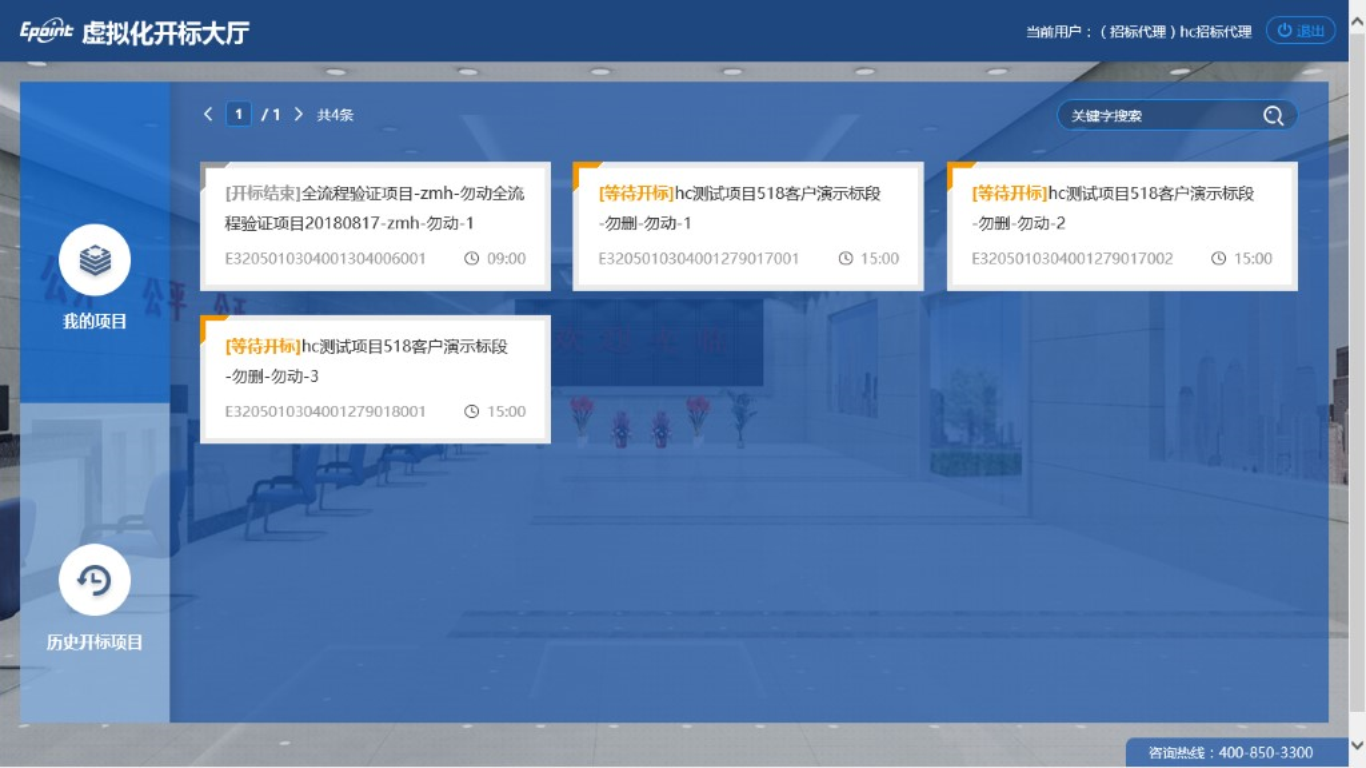 Epoint 虚拟化开标大厅
当前用户：（招标代理）hc招标代理
退出
1 / 1 共4条
关键字搜索
[开标结束]全流程验证项目-zmh-勿动全流
程验证项目20180817-zmh-勿动-1
E3205010304001304006001 09:00
[等待开标]hc测试项目518客户演示标段
-勿删-勿动-1
E3205010304001279017001 15:00
[等待开标]hc测试项目518客户演示标段
-勿删-勿动-2
E3205010304001279017002 15:00
我的项目
[等待开标]hc测试项目518客户演示标段
-勿删-勿动-3
E3205010304001279018001 15:00
历史开标项目
咨询热线：400-850-3300